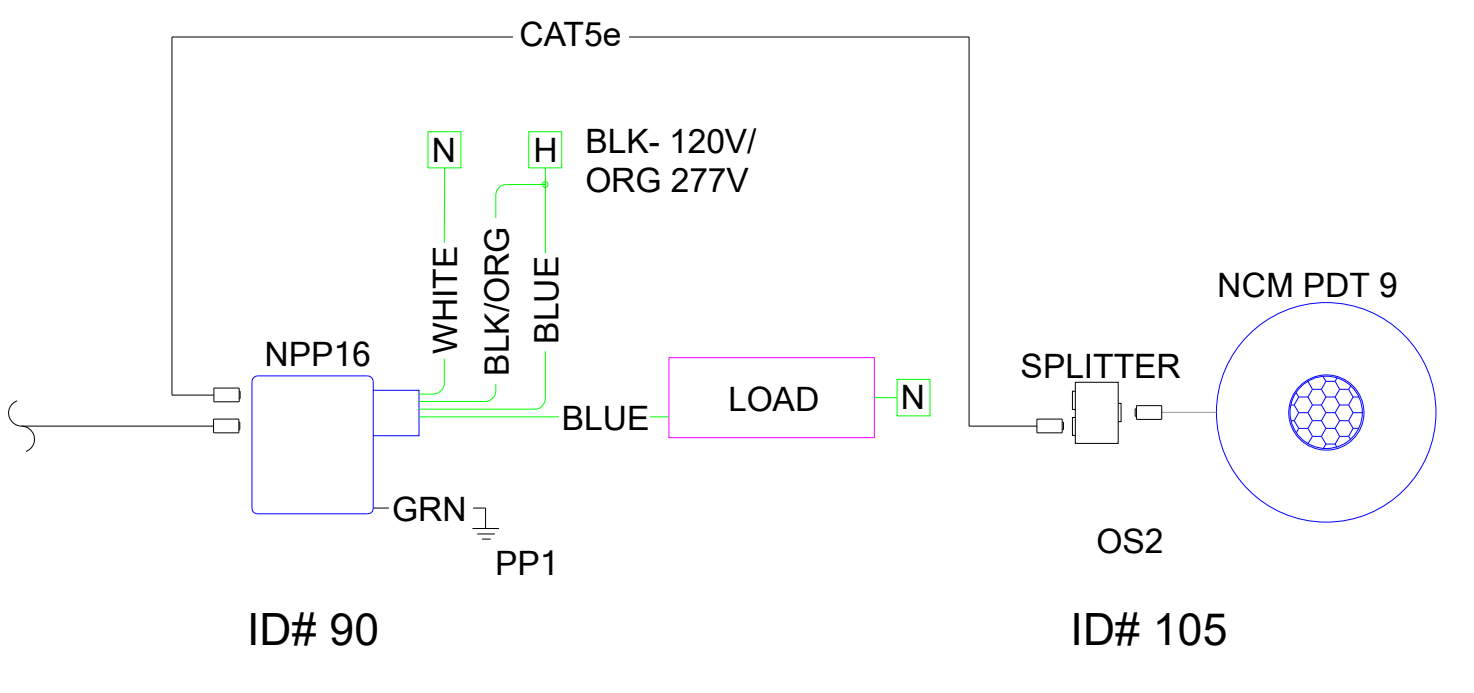 CAT5e
N
H
BLK- 120V/
ORG 277V
WHITE
BLK/ORG
BLUE
NCM PDT 9
NPP16
SPLITTER
LOAD
N
BLUE
GRN
PP1
OS2
ID# 90
ID# 105